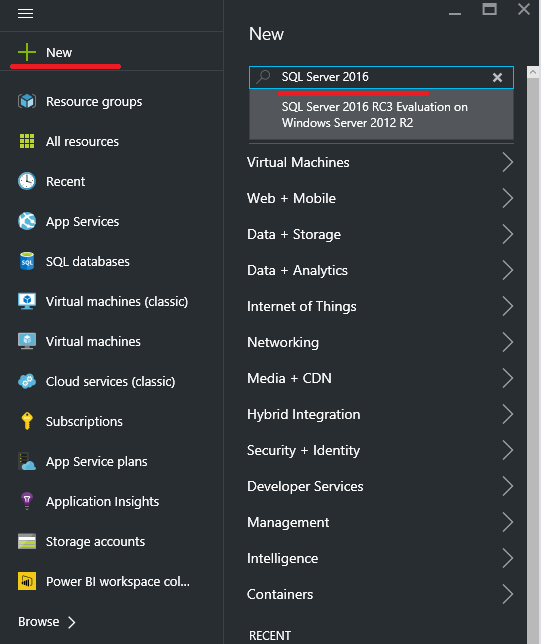 New
Resource groups
All resources
Recent
App Services
SQL databases
Virtual machines (classic)
Virtual machines
Cloud services (classic)
Subscriptions
App Service plans
Application Insights
Storage accounts
Power BI workspace col...
Browse
New
SQL Server 2016
SQL Server 2016 RC3 Evaluation on
Windows Server 2012 R2
Virtual Machines
Web + Mobile
Data + Storage
Data + Analytics
Internet of Things
Networking
Media + CDN
Hybrid Integration
Security + Identity
Developer Services
Management
Intelligence
Containers
RECENT